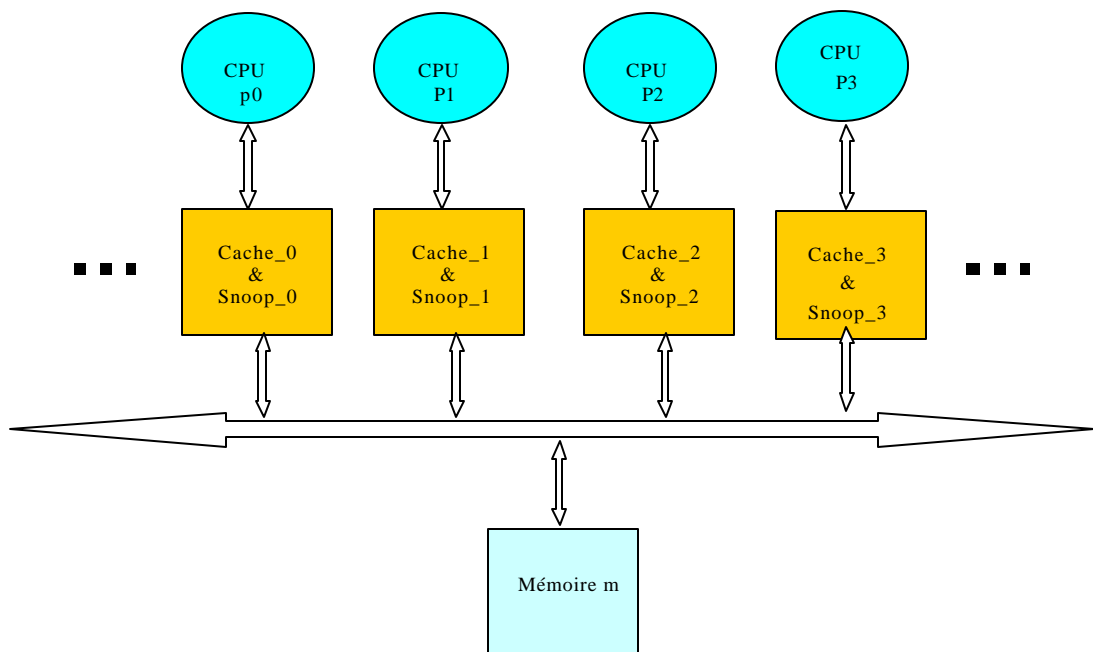 CPU
p0
CPU
P1
CPU
P2
CPU
P3
Cache_0
&
Snoop_0
Cache_1
&
Snoop_1
Cache_2
&
Snoop_2
Cache_3
&
Snoop_3
Mémoire m